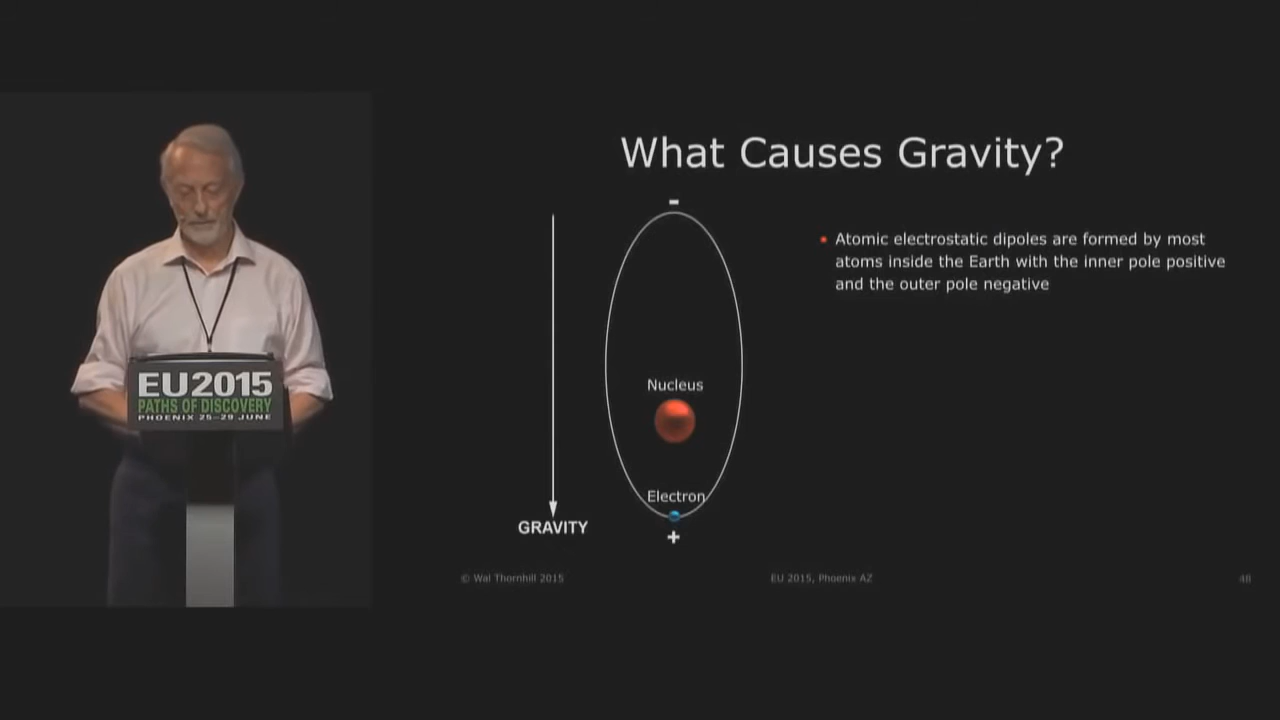 What Causes Gravity?
-
• Atomic electrostatic dipoles are formed by most
atoms inside the Earth with the inner pole positive
and the outer pole negative
Nucleus
Electron
+
GRAVITY
EU2015
PATHS OF DISCOVERY
PHOENIX 25–29 JUNE
© Wal Thornhill 2015
EU 2015, Phoenix AZ
48